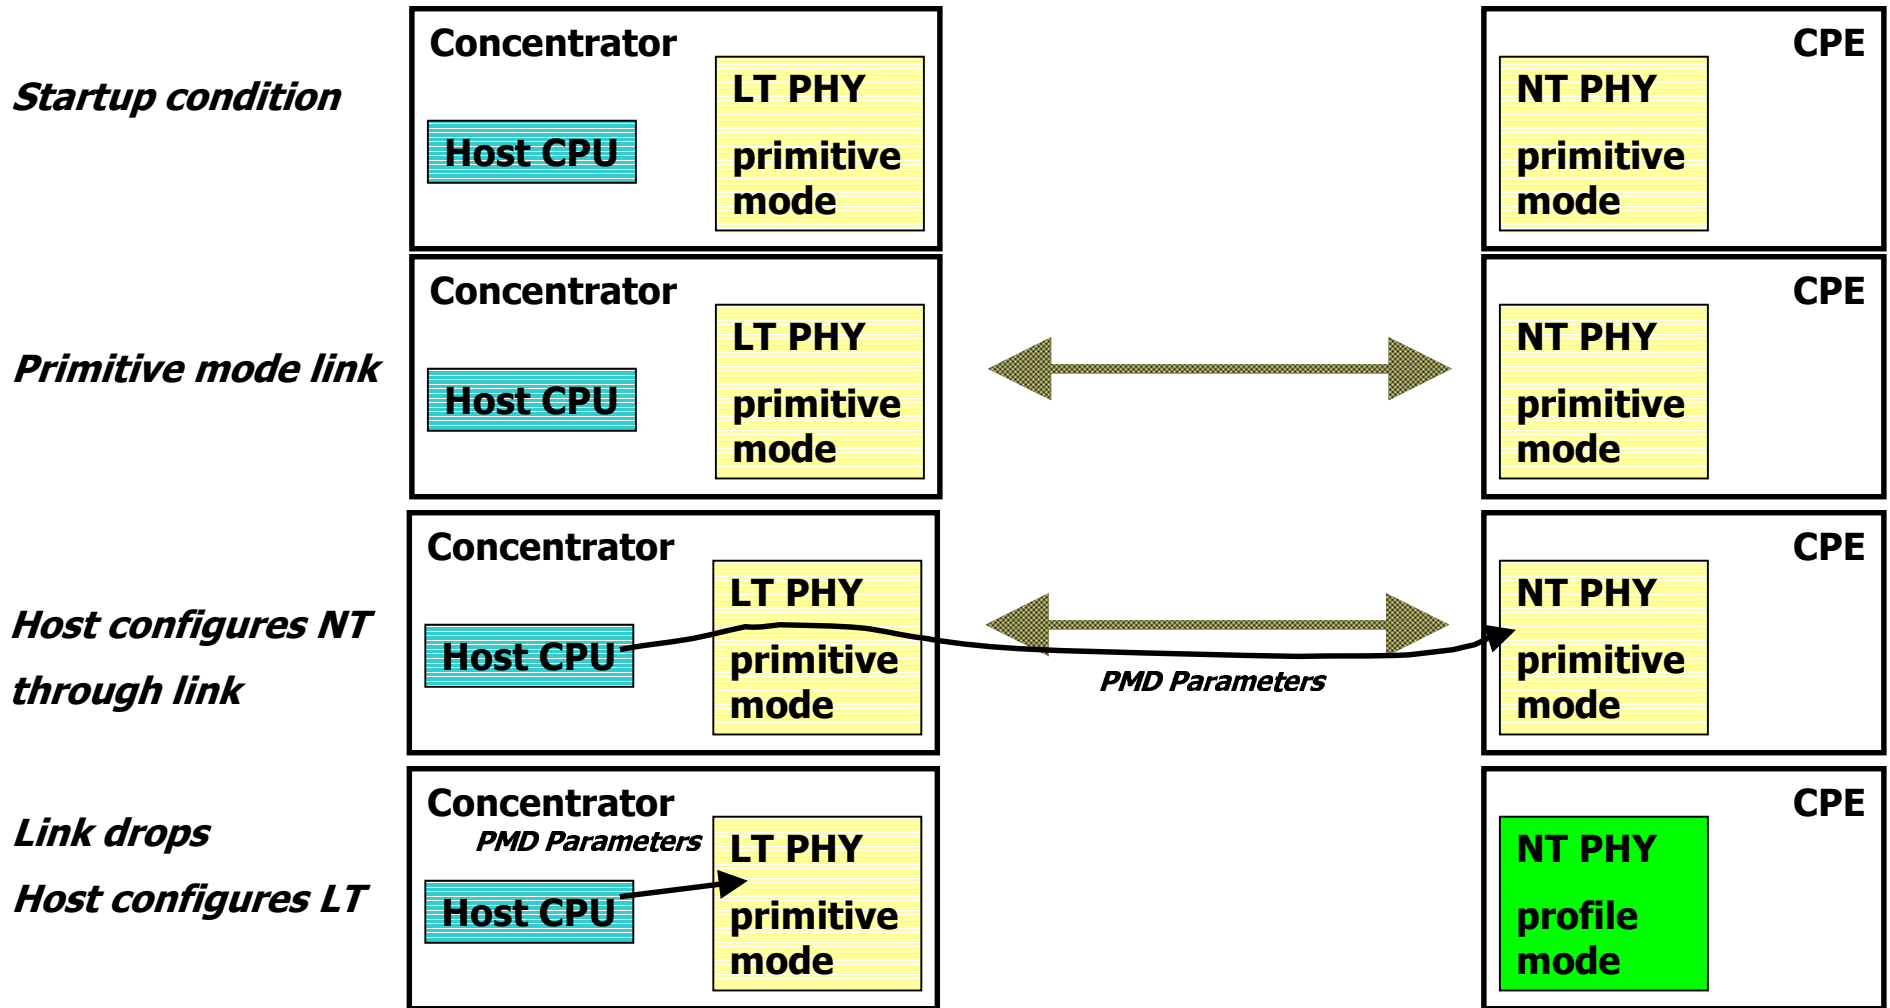 Startup condition
Concentrator
Host CPU
LT PHY
primitive
mode
CPE
NT PHY
primitive
mode
Primitive mode link
Concentrator
Host CPU
LT PHY
primitive
mode
CPE
NT PHY
primitive
mode
Host configures NT
through link
Concentrator
Host CPU
LT PHY
primitive
mode
PMD Parameters
CPE
NT PHY
primitive
mode
Link drops
Host configures LT
Concentrator
PMD Parameters
Host CPU
LT PHY
primitive
mode
CPE
NT PHY
profile
mode